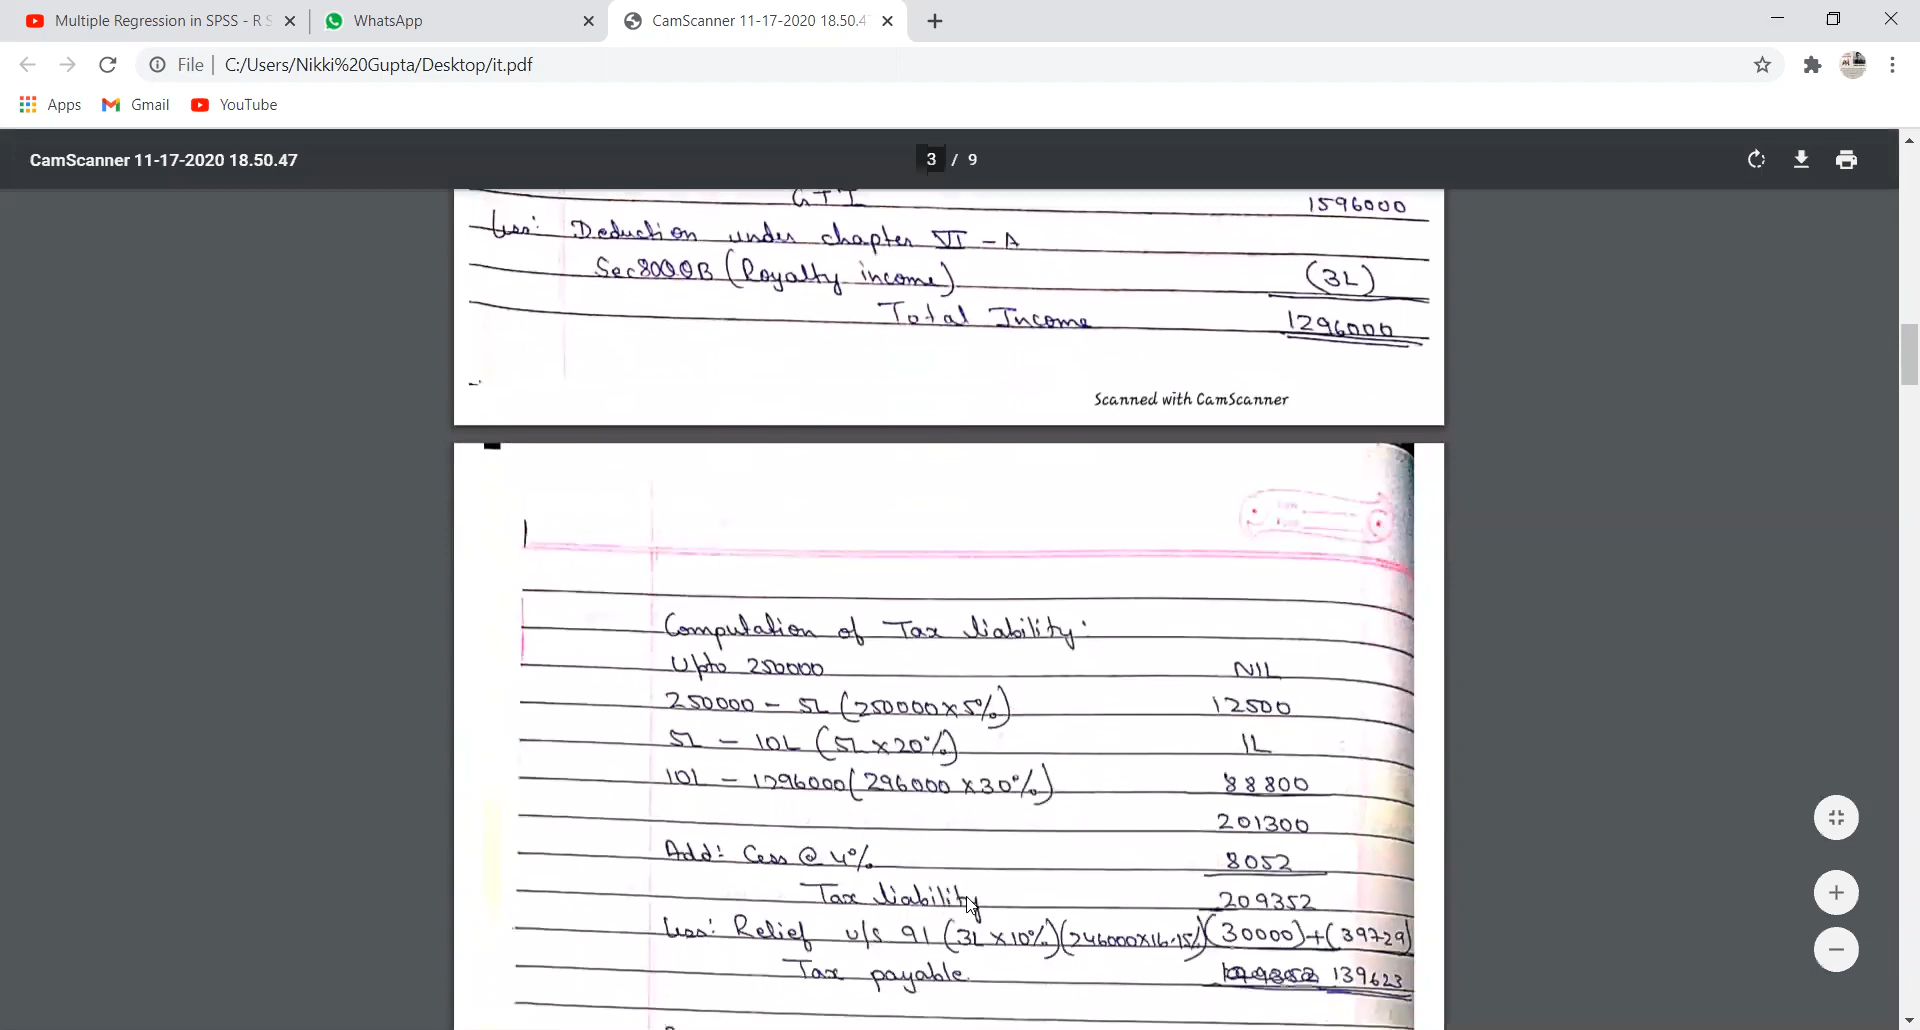 Multiple Regression in SPSS - R S
WhatsApp
CamScanner 11-17-2020 18.50.4
File | C:/Users/Nikki%20Gupta/Desktop/it.pdf
Apps Gmail YouTube
CamScanner 11-17-2020 18.50.47
3 / 9
GTI 1596000
Less: Deduction under chapter VI - A
Sec 80QQB (Royalty income) (3L)
Total Income 1296000
Scanned with CamScanner
Computation of Tax liability:
Upto 250000 NIL
250000 - 5L (250000 x 5%) 12500
5L - 10L (5L x 20%) 1L
10L - 1296000 (296000 x 30%) 88800
201300
Add: Cess @ 4% 8052
Tax liability 209352
Less: Relief u/s 91 (3L x 10%) (246000 x 16.15%) (30000) + (39729)
Tax payable 139623